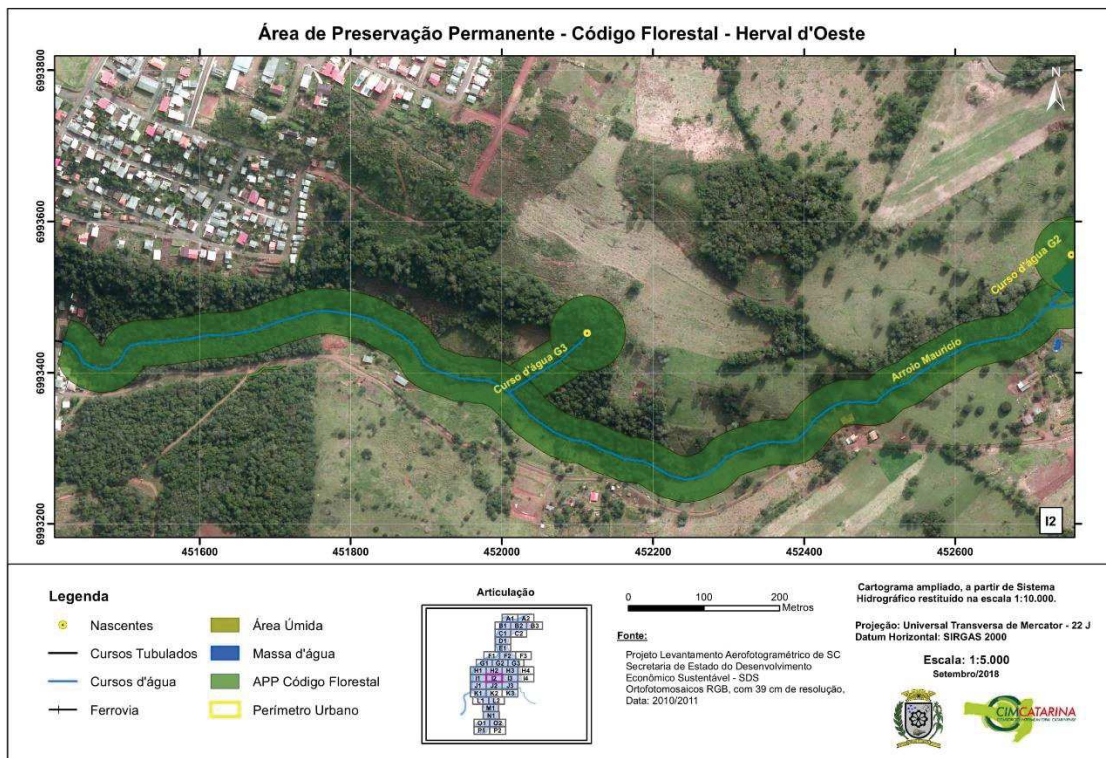 Área de Preservação Permanente - Código Florestal - Herval d'Oeste
6993800
6993600
6993400
6993200
N
Curso d'água G2
Curso d'água G3
Arroio Mauricio
I2
451600
451800
452000
452200
452400
452600
Legenda
Nascentes
Cursos Tubulados
Cursos d'água
Ferrovia
Área Úmida
Massa d'água
APP Código Florestal
Perímetro Urbano
Articulação
A1 A2
B1 B2 B3
C1 C2
D1
E1
F1 F2 F3
G1 G2 G3
H1 H2 H3 H4
I1 I2 I3 I4
J1 J2 J3
K1 K2 K3
L1 L2
M1
N1
O1 O2
P1 P2
0 100 200
Metros
Fonte:
Projeto Levantamento Aerofotogramétrico de SC
Secretaria de Estado do Desenvolvimento
Econômico Sustentável - SDS
Ortofotomosaicos RGB, com 39 cm de resolução,
Data: 2010/2011
Cartograma ampliado, a partir de Sistema
Hidrográfico restituído na escala 1:10.000.
Projeção: Universal Transversa de Mercator - 22 J
Datum Horizontal: SIRGAS 2000
Escala: 1:5.000
Setembro/2018
CIMCATARINA